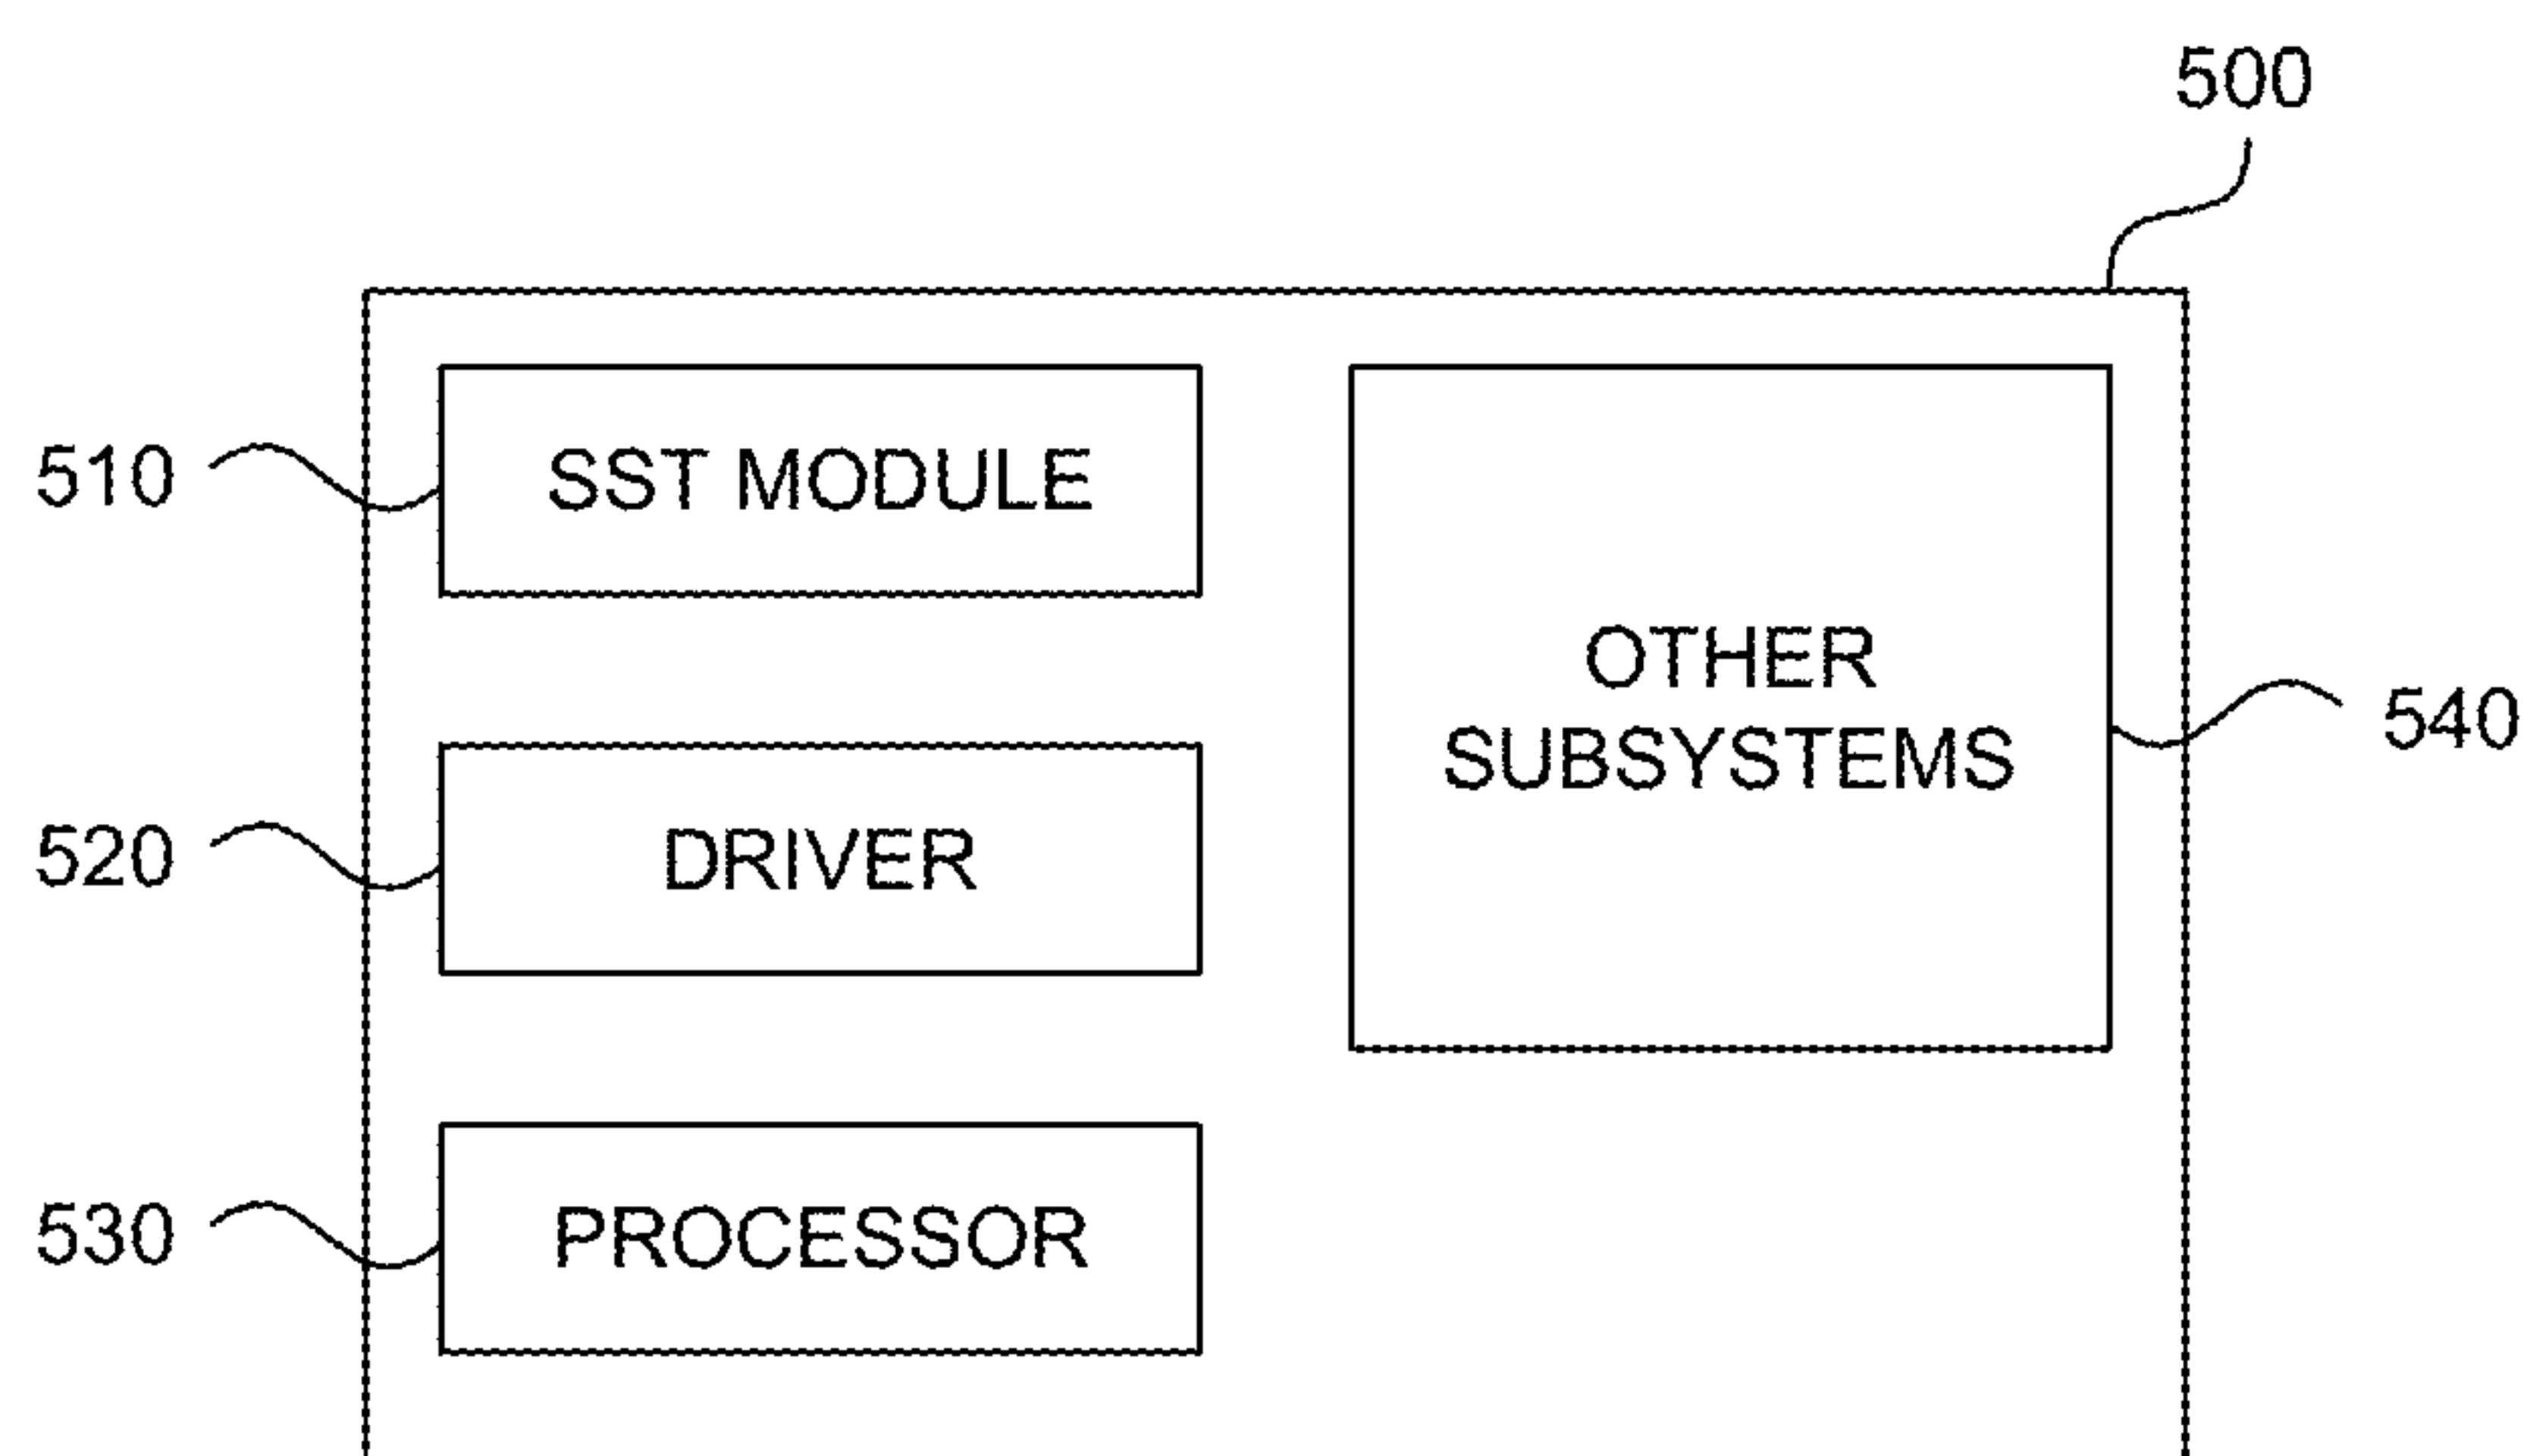 500
510
SST MODULE
OTHER
SUBSYSTEMS
540
520
DRIVER
530
PROCESSOR